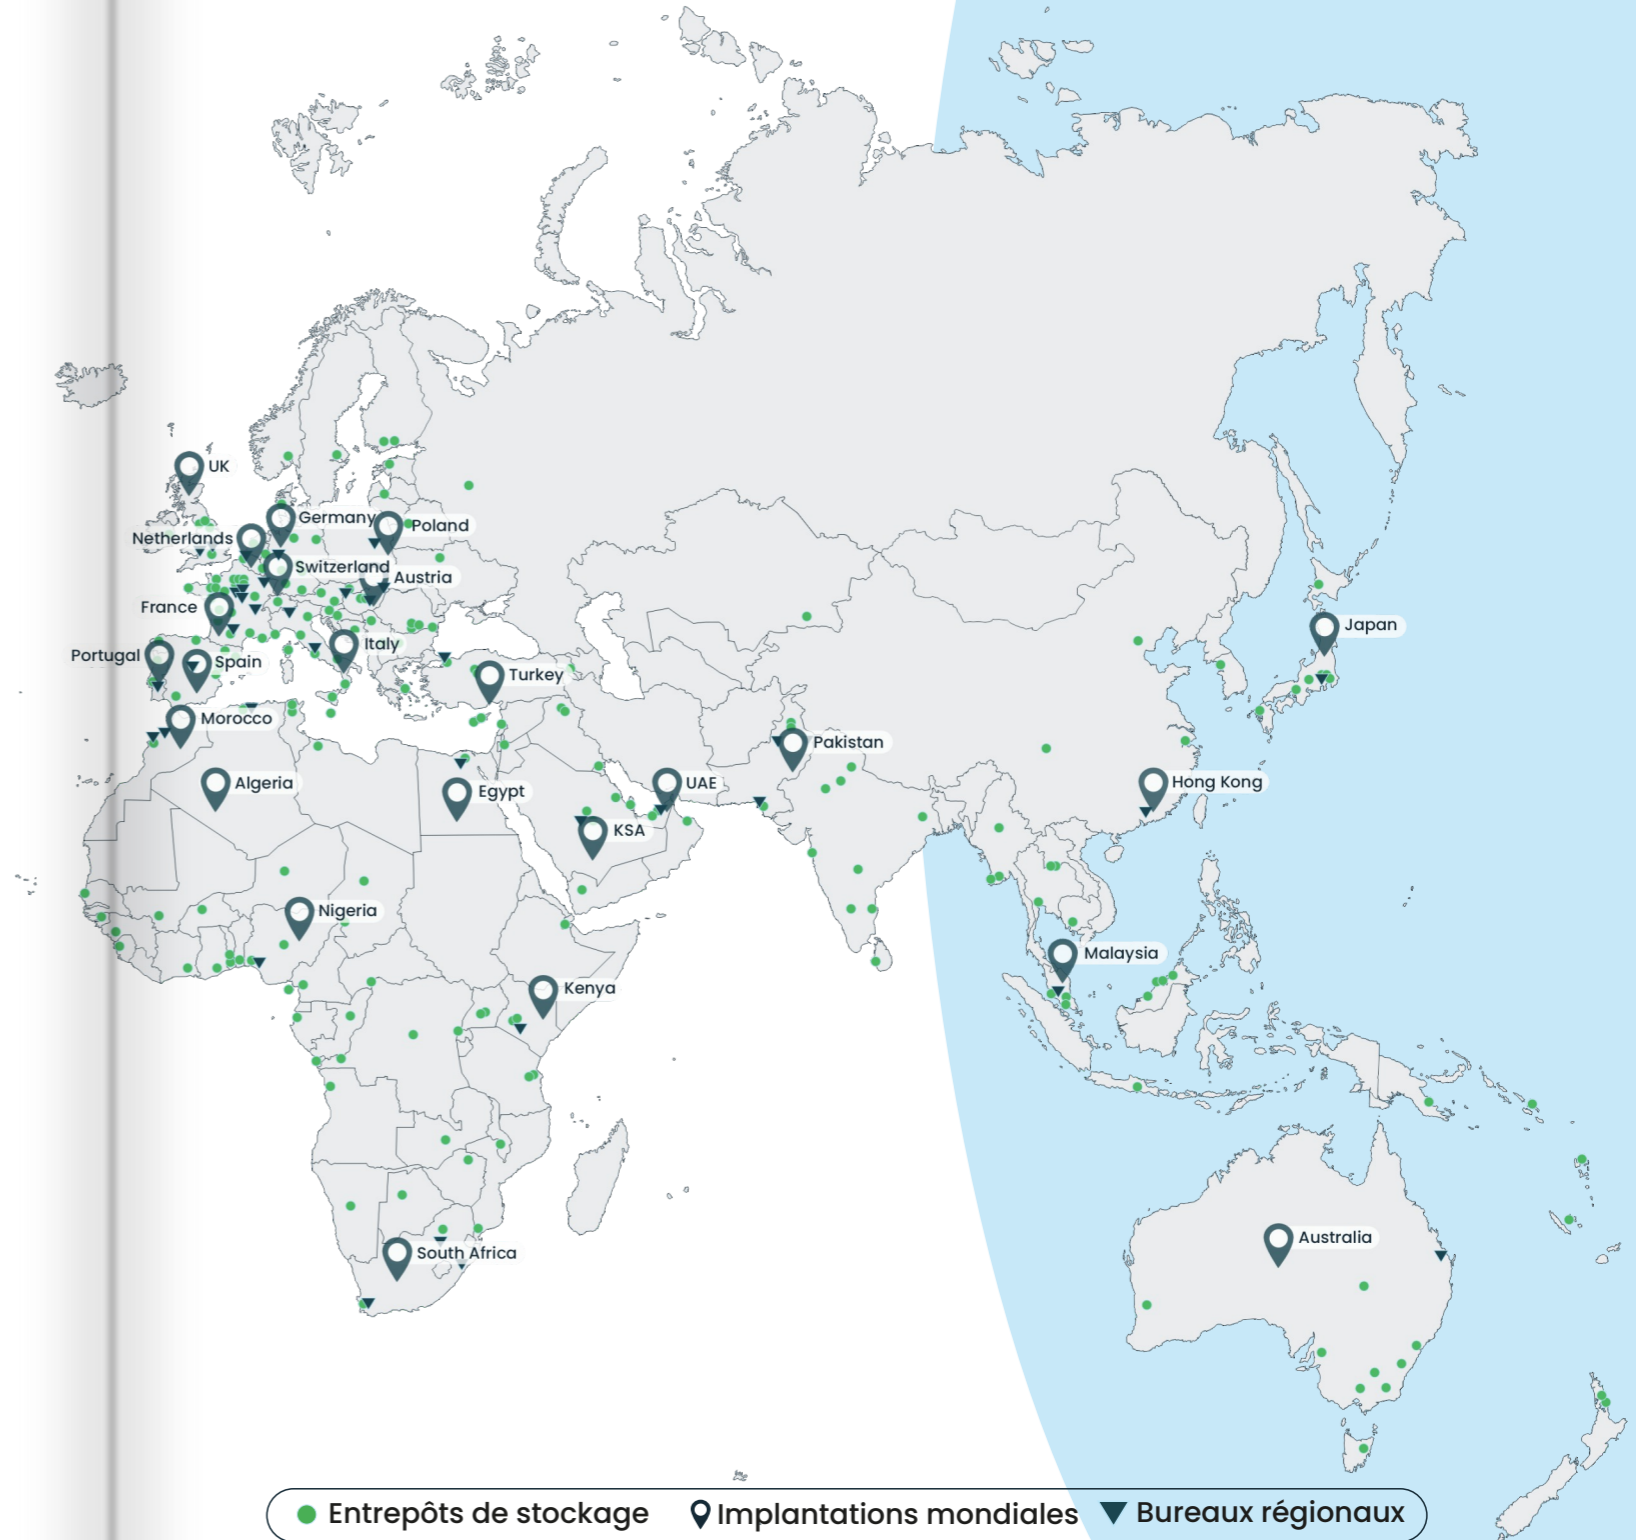 UK
Germany
Poland
Netherlands
Switzerland
Austria
France
Japan
Italy
Portugal
Spain
Turkey
Morocco
Pakistan
Algeria
Egypt
UAE
Hong Kong
KSA
Nigeria
Malaysia
Kenya
Australia
South Africa
Entrepôts de stockage Implantations mondiales Bureaux régionaux